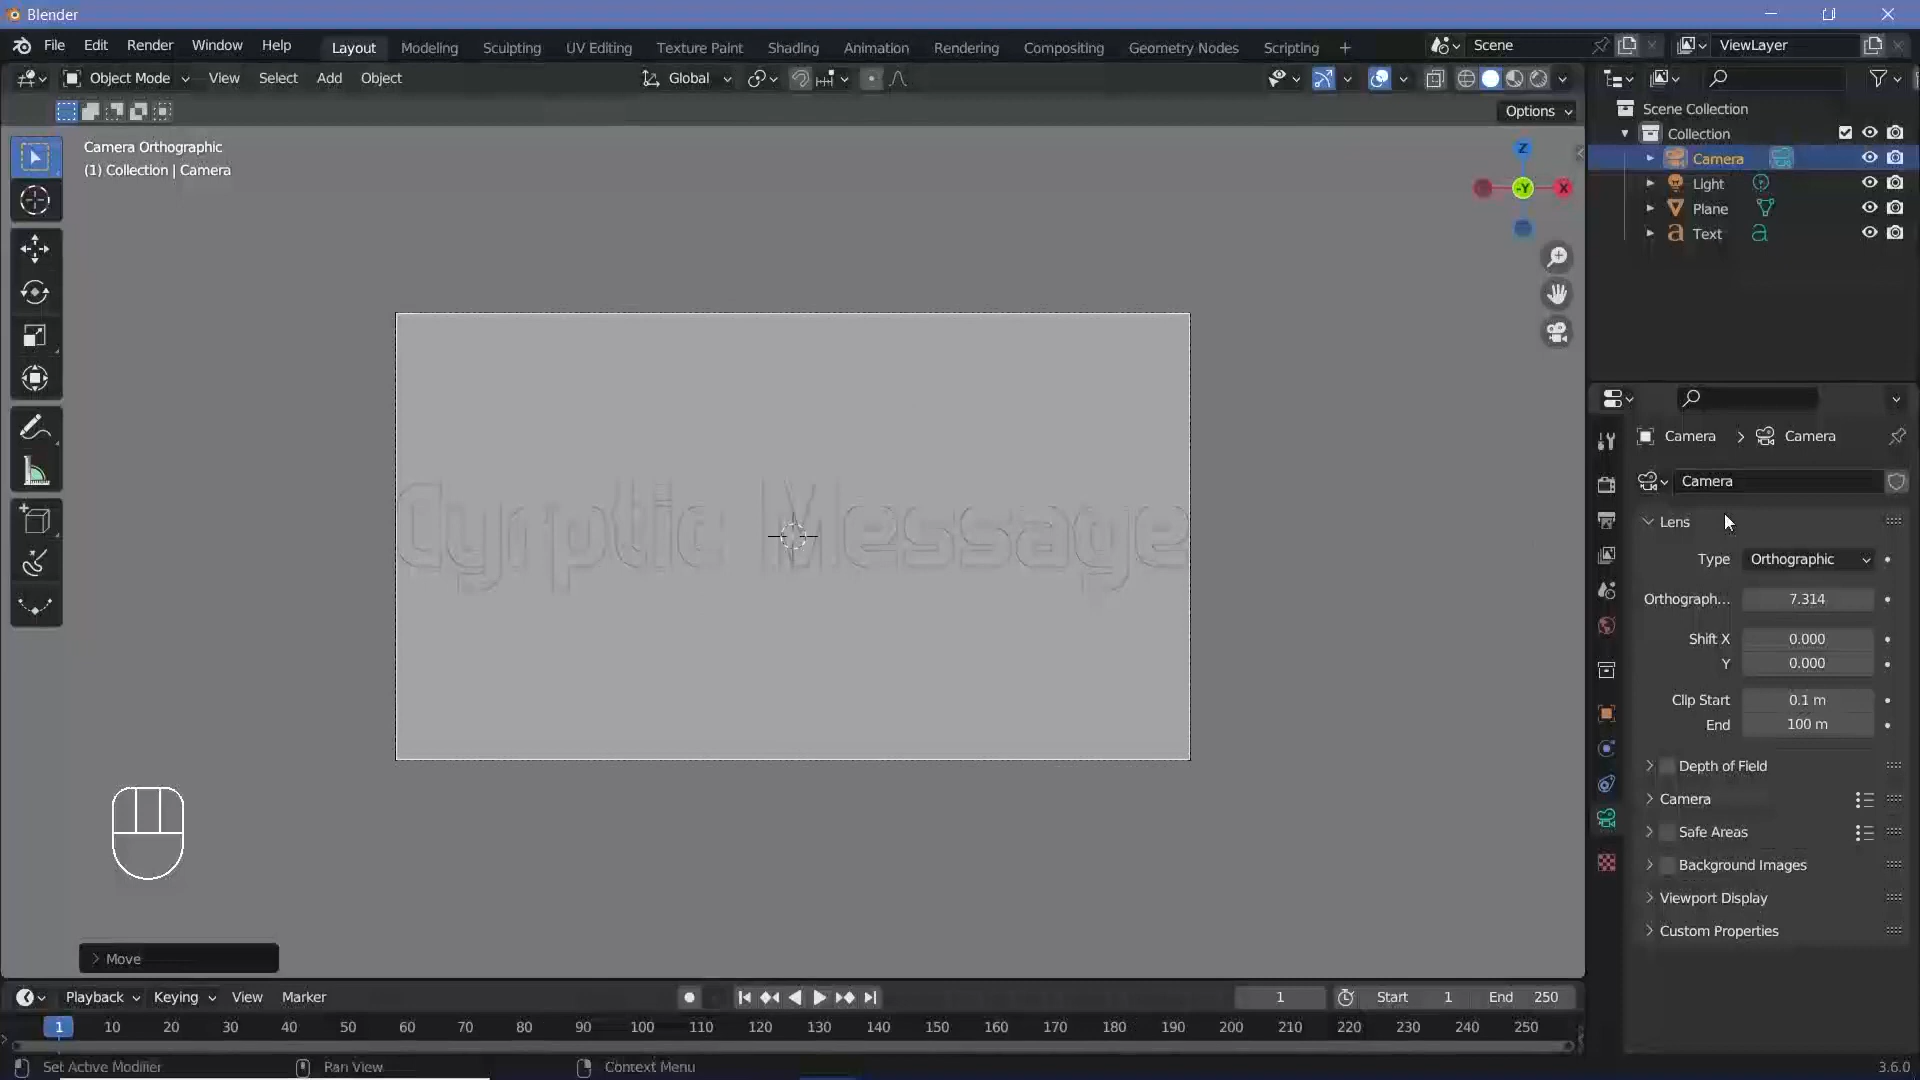 Blender
File Edit Render Window Help Layout Modeling Sculpting UV Editing Texture Paint Shading Animation Rendering Compositing Geometry Nodes Scripting + Scene ViewLayer
Object Mode View Select Add Object Global
Options
Camera Orthographic
(1) Collection | Camera
Z
-Y X
Cyrptic Message
Move
Scene Collection
Collection
Camera
Light
Plane
Text
Camera > Camera
Camera
Lens
Type Orthographic
Orthograph... 7.314
Shift X 0.000
Y 0.000
Clip Start 0.1 m
End 100 m
Depth of Field
Camera
Safe Areas
Background Images
Viewport Display
Custom Properties
Playback Keying View Marker 1 Start 1 End 250
1 10 20 30 40 50 60 70 80 90 100 110 120 130 140 150 160 170 180 190 200 210 220 230 240 250
Set Active Modifier Pan View Context Menu 3.6.0